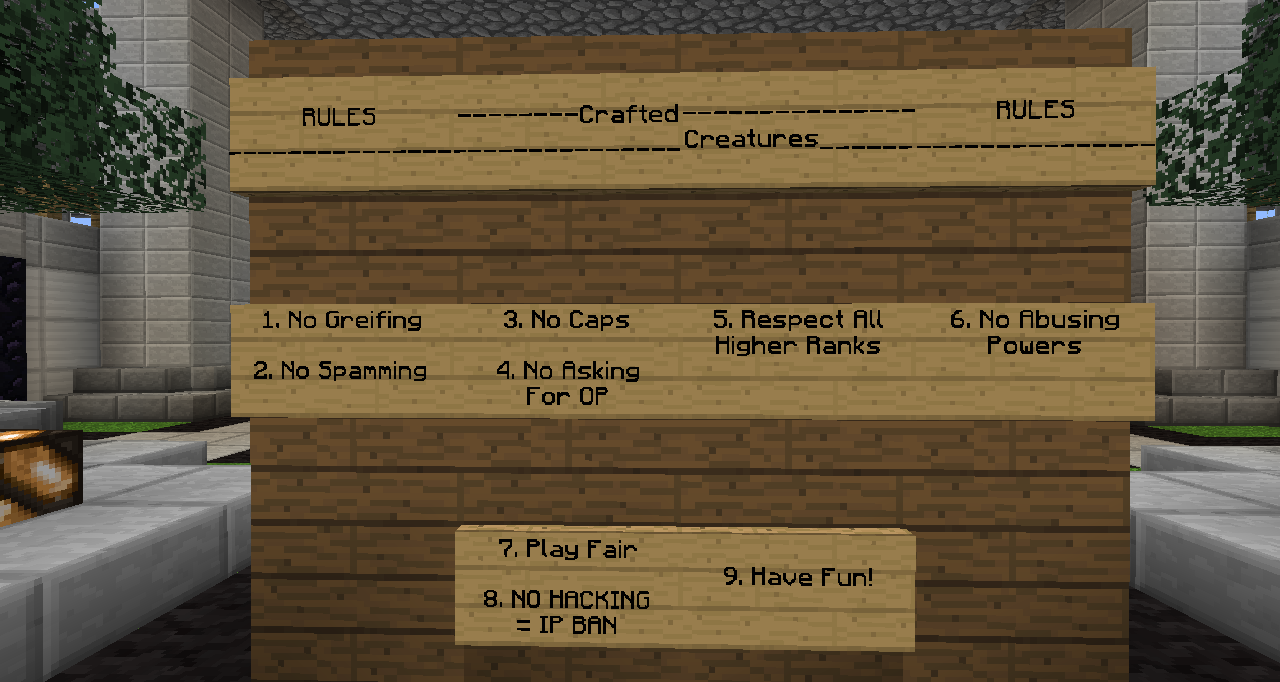 RULES --------Crafted---------------- RULES
______________________________Creatures______________________
1. No Greifing
2. No Spamming
3. No Caps
4. No Asking
For OP
5. Respect All
Higher Ranks
6. No Abusing
Powers
7. Play Fair
8. NO HACKING
= IP BAN
9. Have Fun!